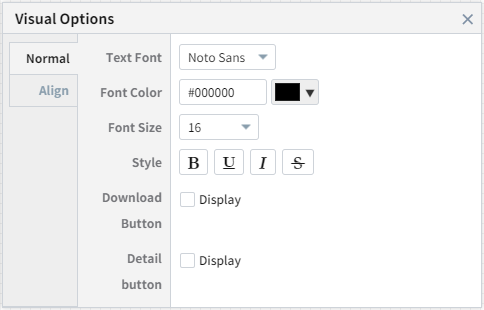 Visual Options
Normal
Align
Text Font
Noto Sans
Font Color
#000000
Font Size
16
Style
B U I S
Download
Button
Display
Detail
button
Display